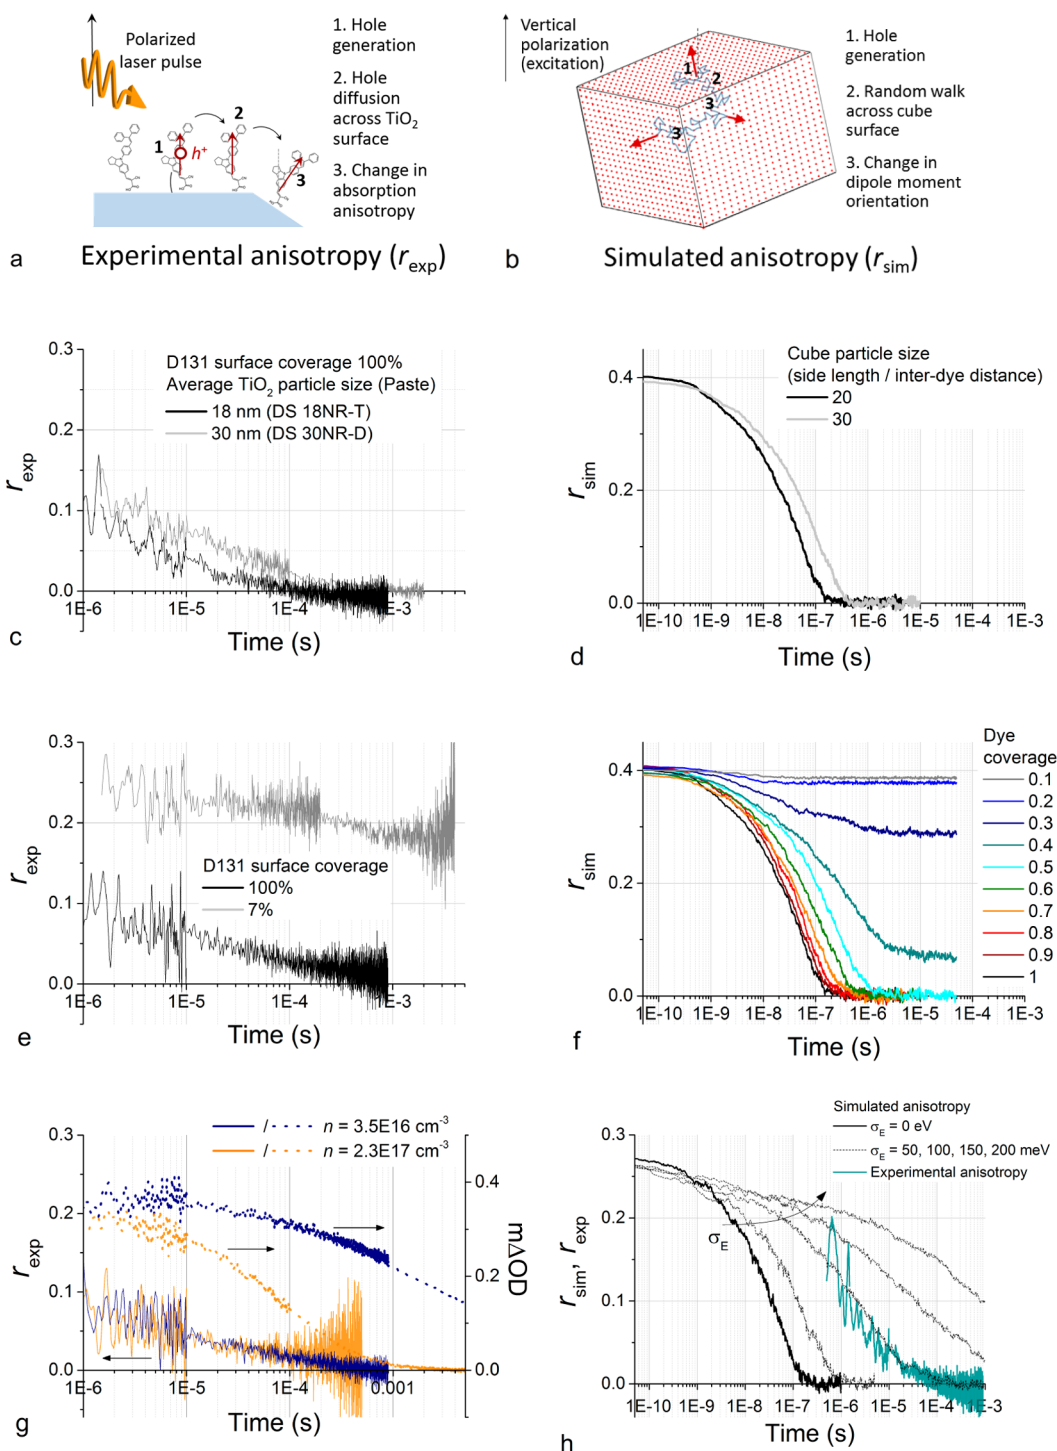 Polarized
laser pulse
1. Hole
generation
2. Hole
diffusion
across TiO2
surface
3. Change in
absorption
anisotropy
1
h+
2
3
a
Experimental anisotropy (rexp)
Vertical
polarization
(excitation)
1
2
3
3
1. Hole
generation
2. Random walk
across cube
surface
3. Change in
dipole moment
orientation
b
Simulated anisotropy (rsim)
D131 surface coverage 100%
Average TiO2 particle size (Paste)
18 nm (DS 18NR-T)
30 nm (DS 30NR-D)
0.3
0.2
0.1
0.0
rexp
1E-6 1E-5 1E-4 1E-3
Time (s)
c
Cube particle size
(side length / inter-dye distance)
20
30
0.4
0.2
0.0
rsim
1E-10 1E-9 1E-8 1E-7 1E-6 1E-5 1E-4 1E-3
Time (s)
d
0.3
0.2
0.1
0.0
rexp
D131 surface coverage
100%
7%
1E-6 1E-5 1E-4 1E-3
Time (s)
e
0.4
0.2
0.0
rsim
Dye
coverage
0.1
0.2
0.3
0.4
0.5
0.6
0.7
0.8
0.9
1
1E-10 1E-9 1E-8 1E-7 1E-6 1E-5 1E-4 1E-3
Time (s)
f
/ n = 3.5E16 cm-3
/ n = 2.3E17 cm-3
0.3
0.2
0.1
0.0
rexp
0.4
0.2
0.0
mΔOD
1E-6 1E-5 1E-4 0.001
Time (s)
g
Simulated anisotropy
σE = 0 eV
σE = 50, 100, 150, 200 meV
Experimental anisotropy
0.3
0.2
0.1
0.0
rsim, rexp
σE
1E-10 1E-9 1E-8 1E-7 1E-6 1E-5 1E-4 1E-3
Time (s)
h